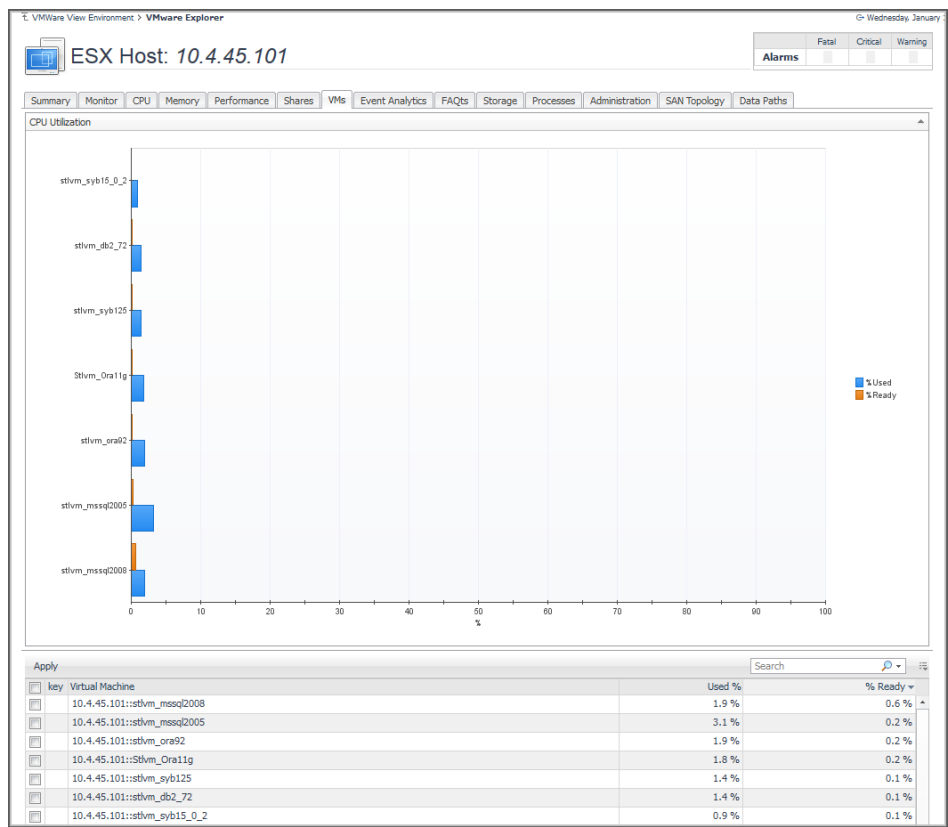 VMWare View Environment > VMware Explorer
Wednesday, January
ESX Host: 10.4.45.101
Fatal Critical Warning
Alarms
Summary Monitor CPU Memory Performance Shares VMs Event Analytics FAQts Storage Processes Administration SAN Topology Data Paths
CPU Utilization
stlvm_syb15_0_2
stlvm_db2_72
stlvm_syb125
Stlvm_Ora11g
stlvm_ora92
stlvm_mssql2005
stlvm_mssql2008
%Used
%Ready
0 10 20 30 40 50 60 70 80 90 100
%
Apply Search
key Virtual Machine Used % % Ready
10.4.45.101::stlvm_mssql2008 1.9 % 0.6 %
10.4.45.101::stlvm_mssql2005 3.1 % 0.2 %
10.4.45.101::stlvm_ora92 1.9 % 0.2 %
10.4.45.101::Stlvm_Ora11g 1.8 % 0.2 %
10.4.45.101::stlvm_syb125 1.4 % 0.1 %
10.4.45.101::stlvm_db2_72 1.4 % 0.1 %
10.4.45.101::stlvm_syb15_0_2 0.9 % 0.1 %